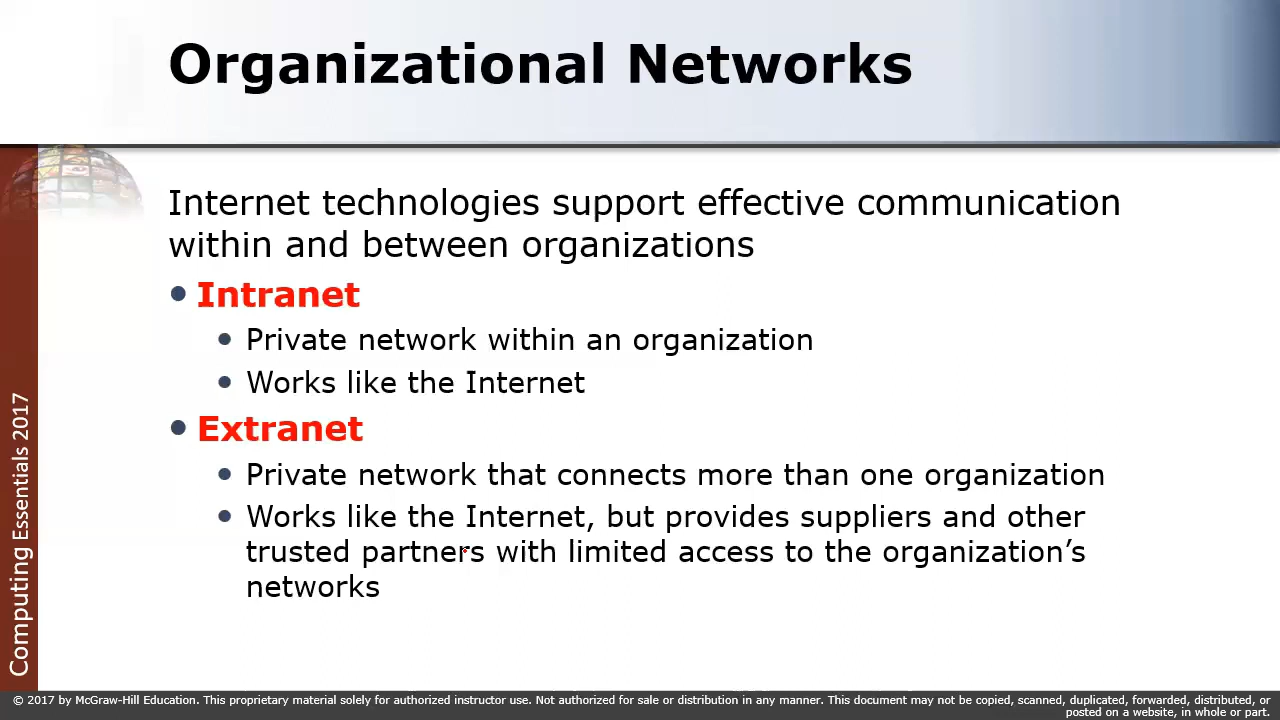 Organizational Networks
Internet technologies support effective communication
within and between organizations
• Intranet
• Private network within an organization
• Works like the Internet
• Extranet
• Private network that connects more than one organization
• Works like the Internet, but provides suppliers and other
trusted partners with limited access to the organization’s
networks
Computing Essentials 2017
© 2017 by McGraw-Hill Education. This proprietary material solely for authorized instructor use. Not authorized for sale or distribution in any manner. This document may not be copied, scanned, duplicated, forwarded, distributed, or
posted on a website, in whole or part.